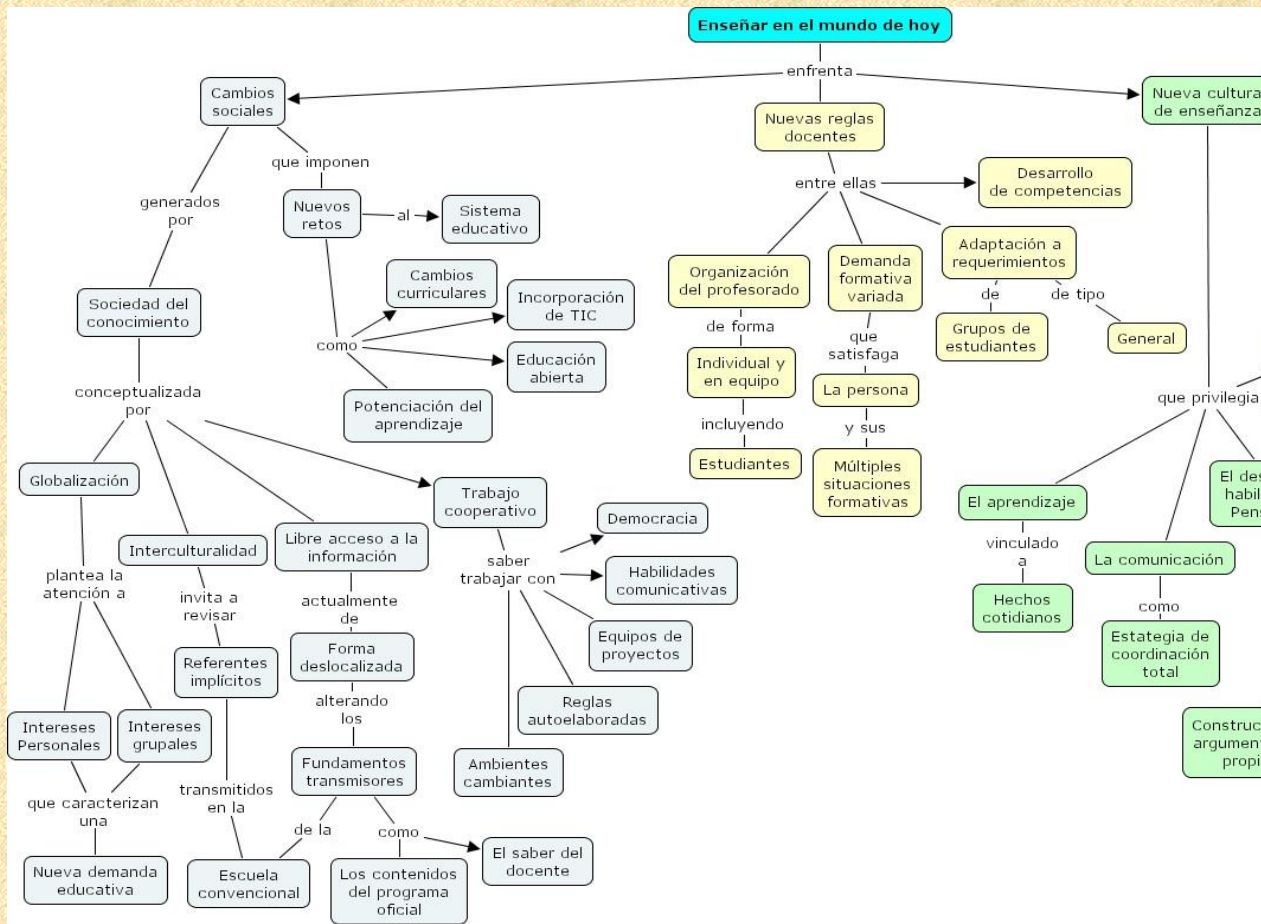 Enseñar en el mundo de hoy
enfrenta
Cambios
sociales
Nuevas reglas
docentes
Nueva cultura
de enseñanza
que imponen
generados
por
Nuevos
retos
al
Sistema
educativo
entre ellas
Desarrollo
de competencias
Sociedad del
conocimiento
Cambios
curriculares
como
Incorporación
de TIC
Educación
abierta
Potenciación del
aprendizaje
Organización
del profesorado
de forma
Individual y
en equipo
incluyendo
Estudiantes
Demanda
formativa
variada
que
satisfaga
La persona
y sus
Múltiples
situaciones
formativas
Adaptación a
requerimientos
de
de tipo
Grupos de
estudiantes
General
que privilegia
conceptualizada
por
Globalización
plantea la
atención a
Intereses
Personales
Intereses
grupales
que caracterizan
una
Nueva demanda
educativa
Interculturalidad
invita a
revisar
Referentes
implícitos
transmitidos
en la
Escuela
convencional
Libre acceso a la
información
actualmente
de
Forma
deslocalizada
alterando
los
Fundamentos
transmisores
de la
como
Los contenidos
del programa
oficial
El saber del
docente
Trabajo
cooperativo
saber
trabajar con
Democracia
Habilidades
comunicativas
Equipos de
proyectos
Reglas
autoelaboradas
Ambientes
cambiantes
El aprendizaje
vinculado
a
Hechos
cotidianos
La comunicación
como
Estategia de
coordinación
total
El des
habil
Pens
Construc
argument
propi